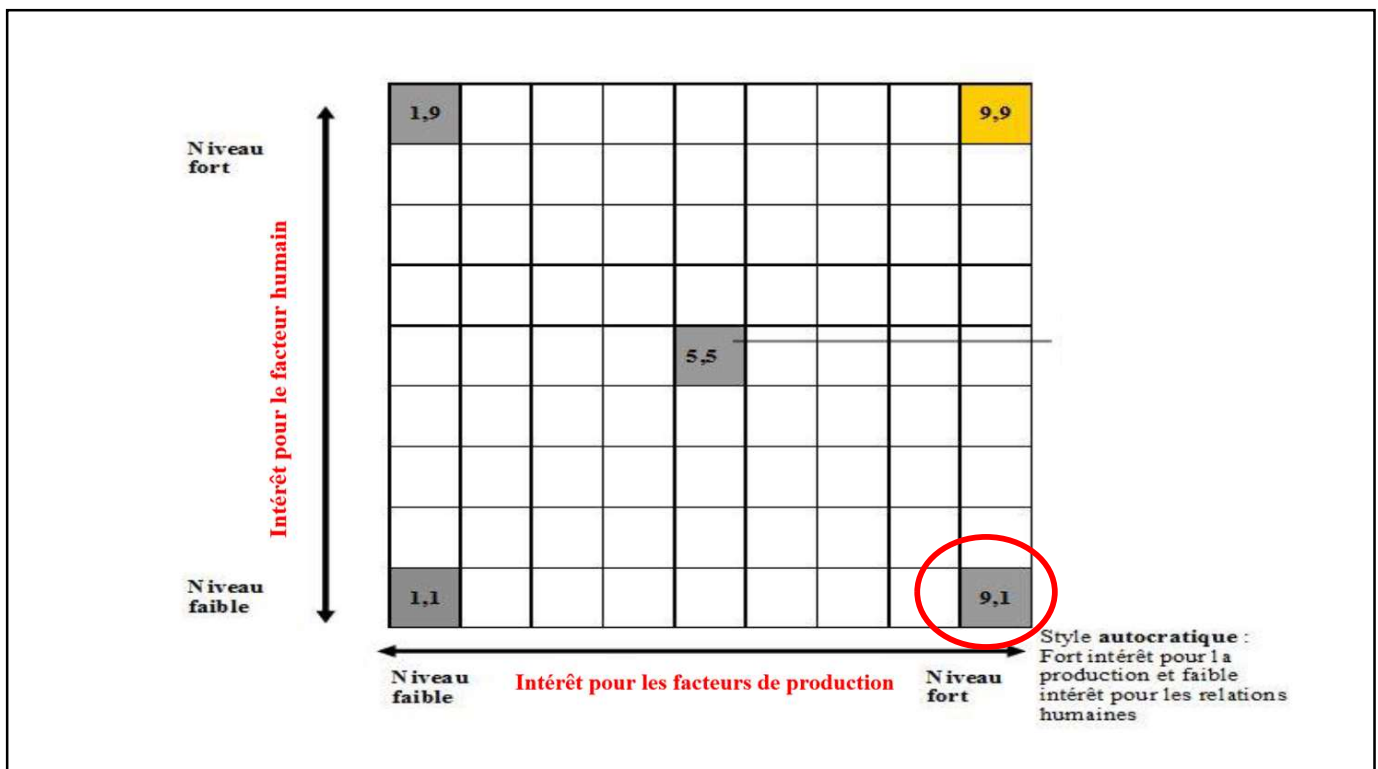 1,9
9,9
Niveau
fort
Intérêt pour le facteur humain
5,5
Niveau
faible
1,1
9,1
Style autocratique :
Fort intérêt pour la
production et faible
intérêt pour les relations
humaines
Niveau
faible
Intérêt pour les facteurs de production
Niveau
fort